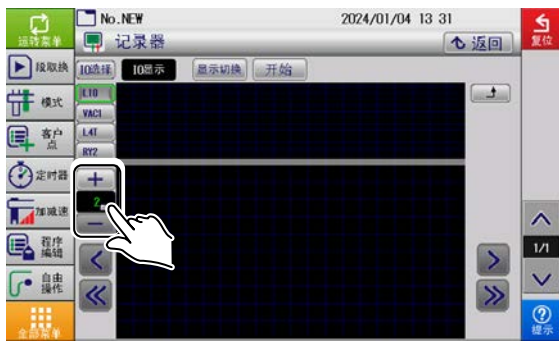 No.NEW 2024/01/04 13 31
运转菜单
记录器
返回
复位
段取换
IO选择
IO显示
显示切换
开始
L10
模式
VAC1
客户点
L4T
RY2
定时器
+
2
加减速
-
程序编辑
1/1
自由操作
全部菜单
提示